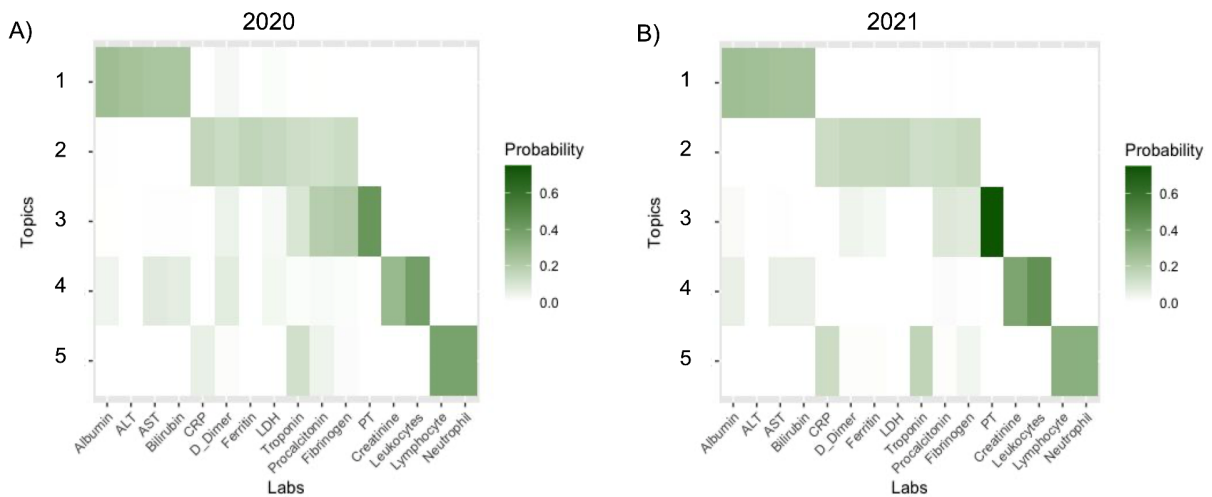 A)
2020
Topics
1
2
3
4
5
Albumin
ALT
AST
Bilirubin
CRP
D_Dimer
Ferritin
LDH
Troponin
Procalcitonin
Fibrinogen
PT
Creatinine
Leukocytes
Lymphocyte
Neutrophil
Labs
Probability
0.6
0.4
0.2
0.0
B)
2021
Topics
1
2
3
4
5
Albumin
ALT
AST
Bilirubin
CRP
D_Dimer
Ferritin
LDH
Troponin
Procalcitonin
Fibrinogen
PT
Creatinine
Leukocytes
Lymphocyte
Neutrophil
Labs
Probability
0.6
0.4
0.2
0.0